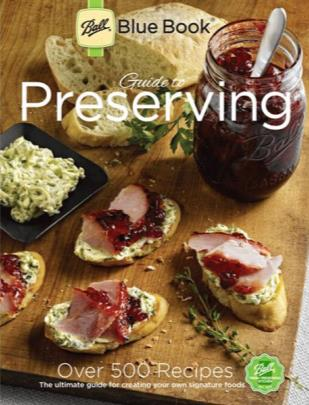 Ball Blue Book®
Guide to
Preserving
Ball
Over 500 Recipes
The ultimate guide for creating your own signature foods
Ball